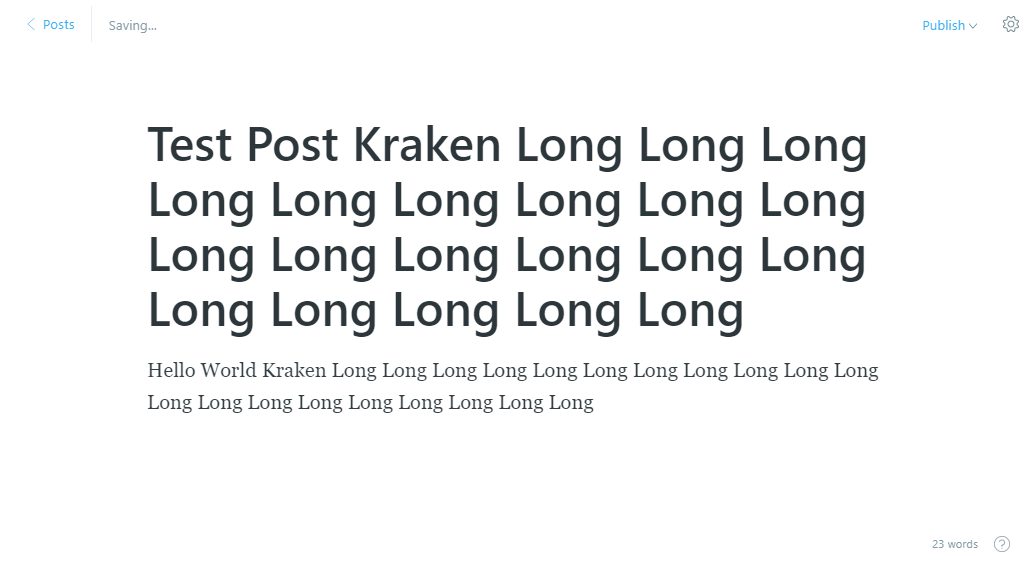 Posts
Saving...
Publish
Test Post Kraken Long Long Long
Long Long Long Long Long Long
Long Long Long Long Long Long
Long Long Long Long Long
Hello World Kraken Long Long Long Long Long Long Long Long Long Long Long
Long Long Long Long Long Long Long Long Long
23 words
?